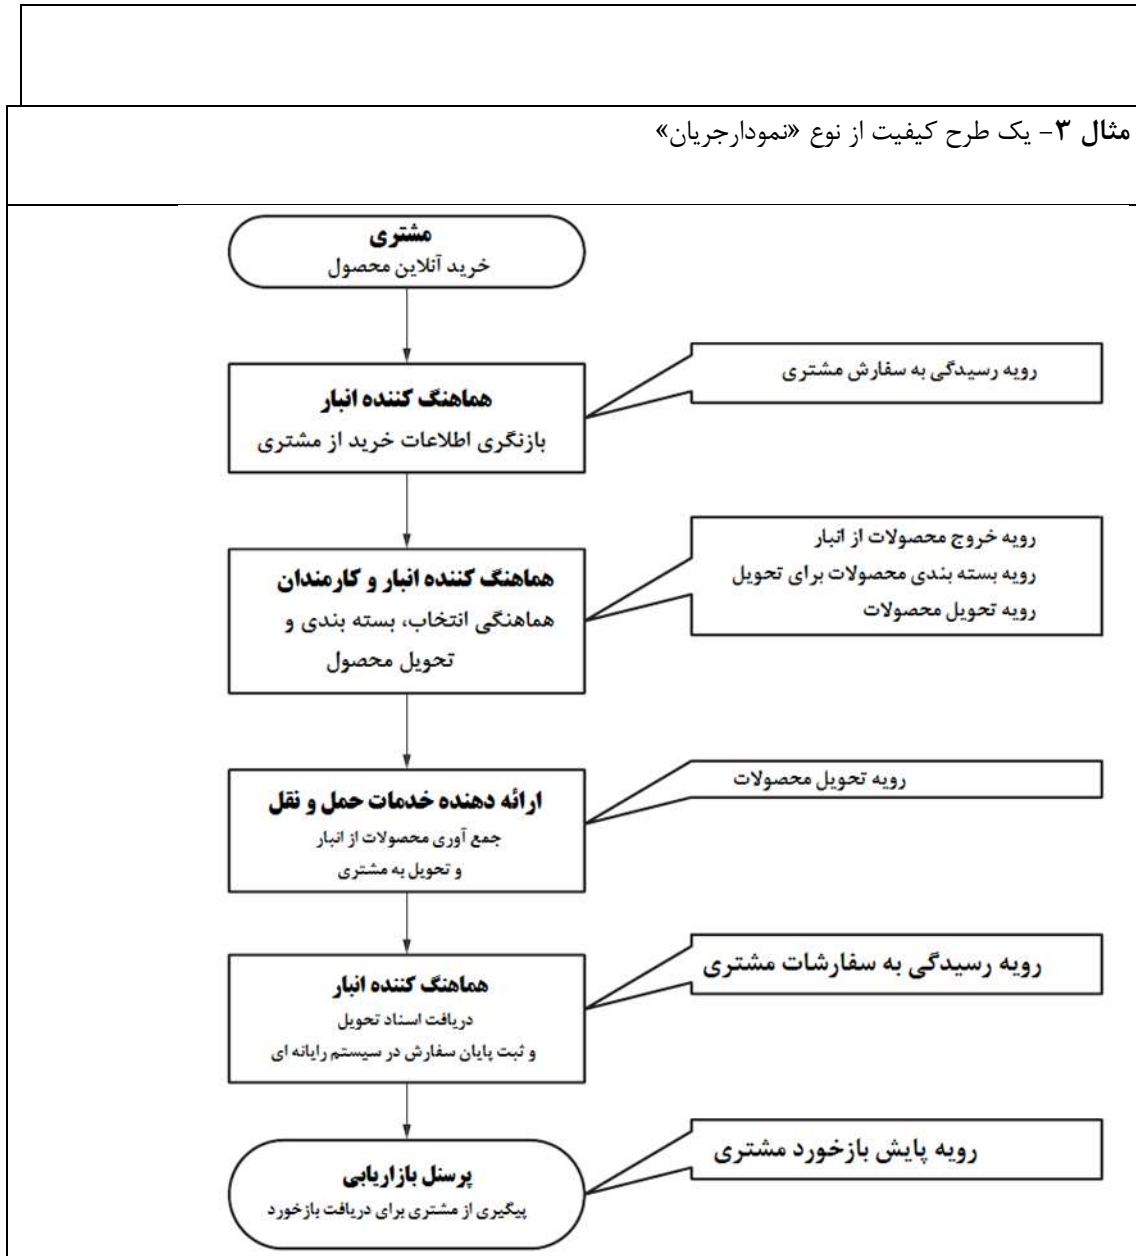 مثال ۳- یک طرح کیفیت از نوع «نمودارجریان»
مشتری
خرید آنلاین محصول
هماهنگ کننده انبار
بازنگری اطلاعات خرید از مشتری
رویه رسیدگی به سفارش مشتری
هماهنگ کننده انبار و کارمندان
هماهنگی انتخاب، بسته بندی و
تحویل محصول
رویه خروج محصولات از انبار
رویه بسته بندی محصولات برای تحویل
رویه تحویل محصولات
ارائه دهنده خدمات حمل و نقل
جمع آوری محصولات از انبار
و تحویل به مشتری
رویه تحویل محصولات
هماهنگ کننده انبار
دریافت اسناد تحویل
و ثبت پایان سفارش در سیستم رایانه ای
رویه رسیدگی به سفارشات مشتری
پرسنل بازاریابی
پیگیری از مشتری برای دریافت بازخورد
رویه پایش بازخورد مشتری